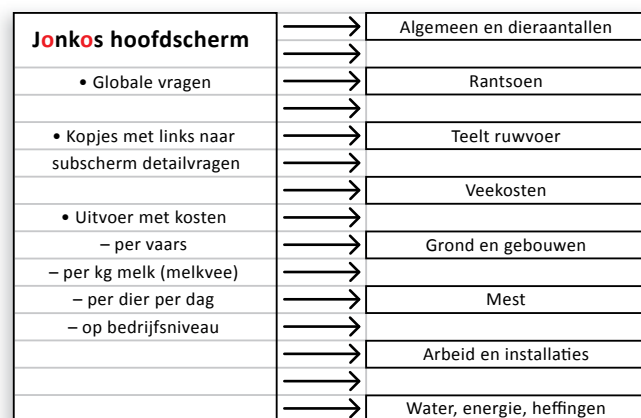 Jonkos hoofdscherm
• Globale vragen
• Kopjes met links naar
subscherm detailvragen
• Uitvoer met kosten
– per vaars
– per kg melk (melkvee)
– per dier per dag
– op bedrijfsniveau
Algemeen en dieraantallen
Rantsoen
Teelt ruwvoer
Veekosten
Grond en gebouwen
Mest
Arbeid en installaties
Water, energie, heffingen